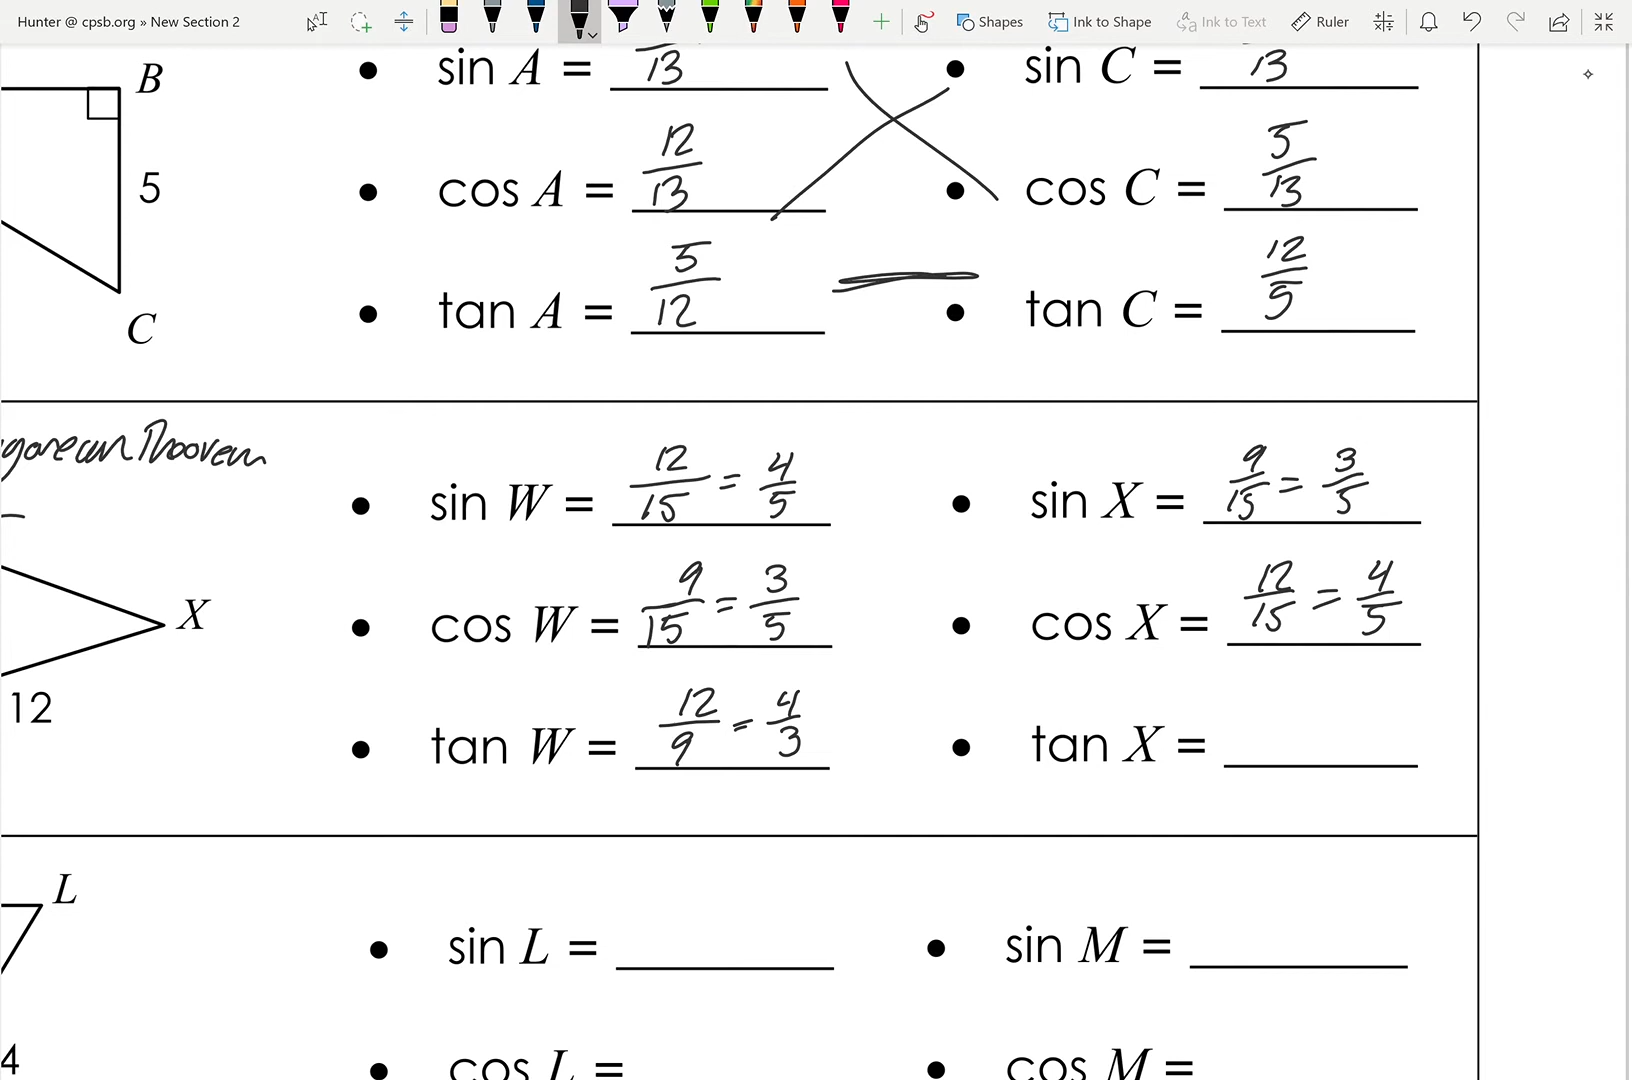 Hunter @ cpsb.org » New Section 2 Shapes Ink to Shape Ink to Text Ruler
B
sin A = 13
sin C = 13
5
cos A = 12/13
cos C = 5/13
tan A = 5/12
tan C = 12/5
C
gorean Theorem
sin W = 12/15 = 4/5
sin X = 9/15 = 3/5
X
cos W = 9/15 = 3/5
cos X = 12/15 = 4/5
12
tan W = 12/9 = 4/3
tan X =
L
sin L =
sin M =
4
cos L =
cos M =